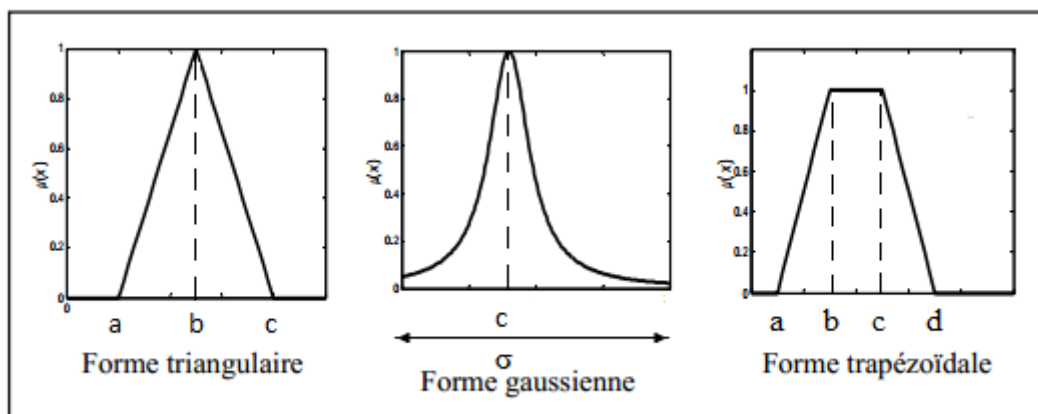 1
0.8
0.6
0.4
0.2
0
0
μ(x)
a b c
Forme triangulaire
1
0.8
0.6
0.4
0.2
0
μ(x)
c
σ
Forme gaussienne
1
0.8
0.6
0.4
0.2
0
μ(x)
a b c d
Forme trapézoïdale